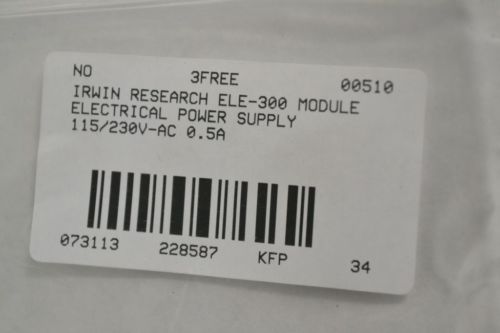 NO 3FREE 00510
IRWIN RESEARCH ELE-300 MODULE
ELECTRICAL POWER SUPPLY
115/230V-AC 0.5A
073113 228587 KFP 34